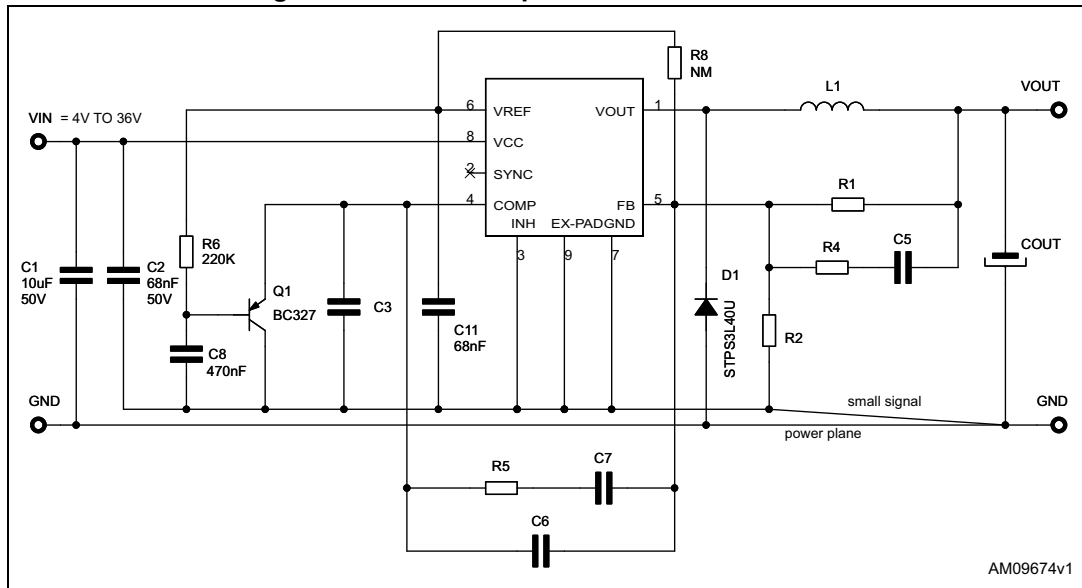 R8
NM
L1
VOUT
VIN = 4V TO 36V
6
VREF
VOUT
1
8
VCC
2
SYNC
4
COMP
FB
5
INH
EX-PADGND
3
9
7
R1
R4
C5
COUT
R6
220K
C1
10uF
50V
C2
68nF
50V
Q1
BC327
C3
C11
68nF
D1
STPS3L40U
R2
C8
470nF
GND
small signal
GND
power plane
R5
C7
C6
AM09674v1